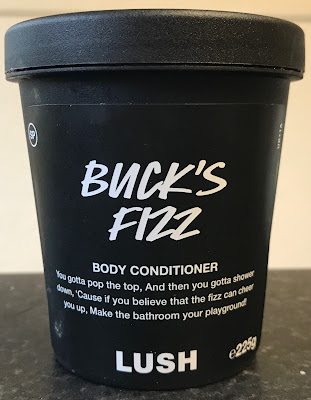 SP
BUCK'S
FIZZ
BODY CONDITIONER
You gotta pop the top, And then you gotta shower
down, 'Cause if you believe that the fizz can cheer
you up, Make the bathroom your playground!
LUSH
℮225g